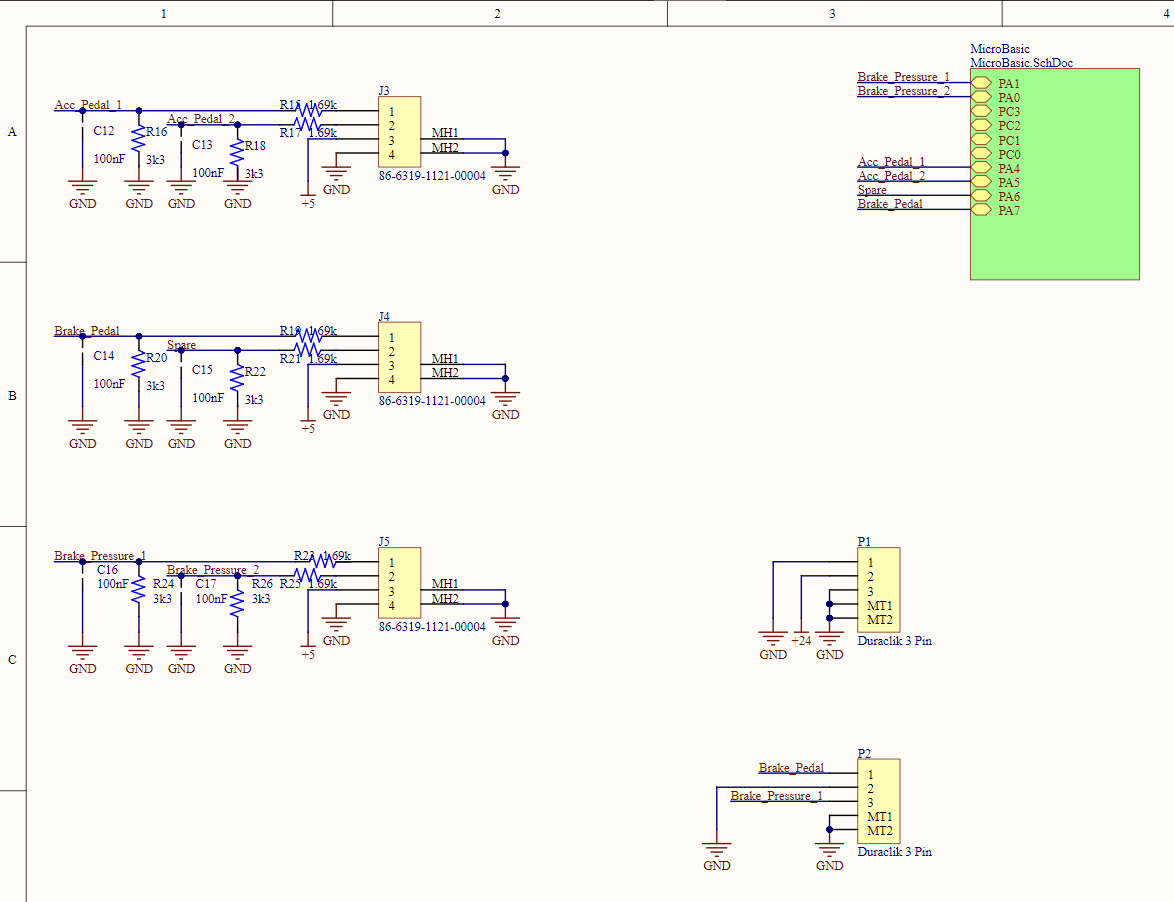 1
2
3
4
A
B
C
Acc_Pedal_1
Acc_Pedal_2
C12
100nF
R16
3k3
C13
100nF
R18
3k3
R15 1.69k
R17 1.69k
J3
1
2
3
4
MH1
MH2
86-6319-1121-00004
GND
GND
GND
GND
+5
GND
GND
MicroBasic
MicroBasic.SchDoc
Brake_Pressure_1
Brake_Pressure_2
Acc_Pedal_1
Acc_Pedal_2
Spare
Brake_Pedal
PA1
PA0
PC3
PC2
PC1
PC0
PA4
PA5
PA6
PA7
Brake_Pedal
Spare
C14
100nF
R20
3k3
C15
100nF
R22
3k3
R19 1.69k
R21 1.69k
J4
1
2
3
4
MH1
MH2
86-6319-1121-00004
GND
GND
GND
GND
+5
GND
GND
Brake_Pressure_1
Brake_Pressure_2
C16
100nF
R24
3k3
C17
100nF
R26
3k3
R23 1.69k
R25 1.69k
J5
1
2
3
4
MH1
MH2
86-6319-1121-00004
GND
GND
GND
GND
+5
GND
GND
P1
1
2
3
MT1
MT2
Duraclik 3 Pin
GND
+24
GND
P2
Brake_Pedal
Brake_Pressure_1
1
2
3
MT1
MT2
Duraclik 3 Pin
GND
GND